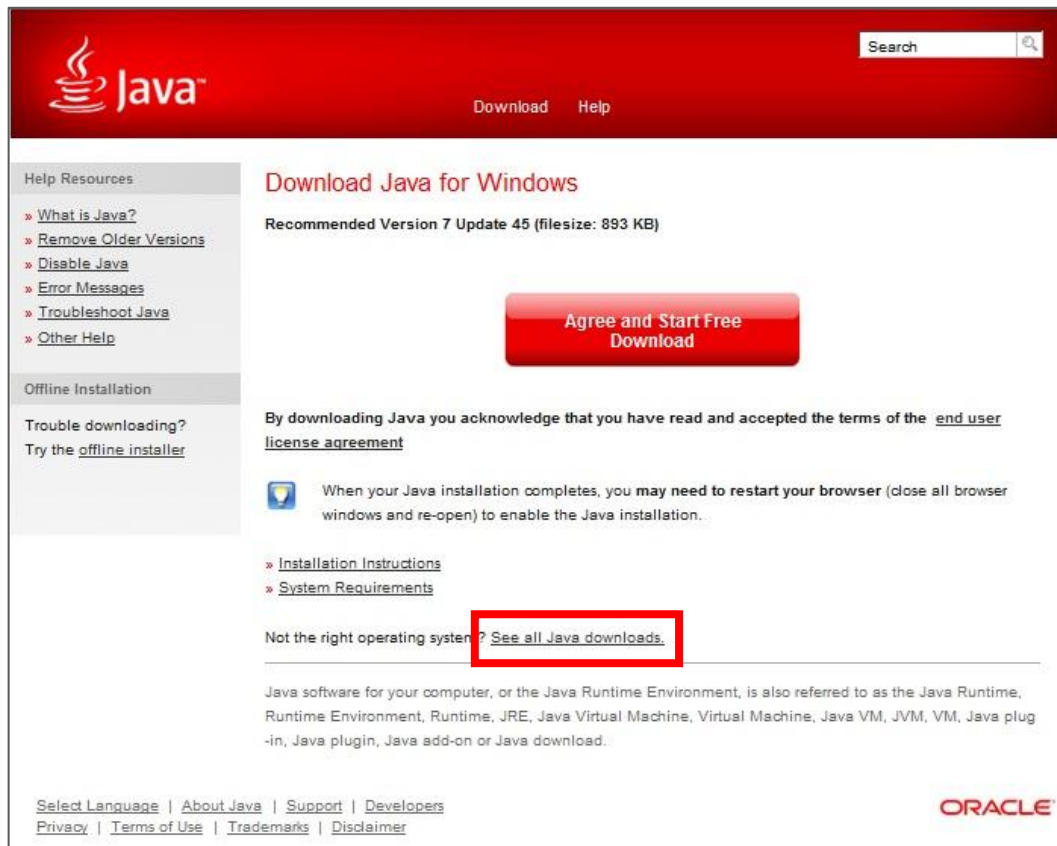 Java™
Search
Download Help
Help Resources
» What is Java?
» Remove Older Versions
» Disable Java
» Error Messages
» Troubleshoot Java
» Other Help
Offline Installation
Trouble downloading?
Try the offline installer
Download Java for Windows
Recommended Version 7 Update 45 (filesize: 893 KB)
Agree and Start Free
Download
By downloading Java you acknowledge that you have read and accepted the terms of the end user
license agreement
When your Java installation completes, you may need to restart your browser (close all browser
windows and re-open) to enable the Java installation.
» Installation Instructions
» System Requirements
Not the right operating system? See all Java downloads.
Java software for your computer, or the Java Runtime Environment, is also referred to as the Java Runtime,
Runtime Environment, Runtime, JRE, Java Virtual Machine, Virtual Machine, Java VM, JVM, VM, Java plug
-in, Java plugin, Java add-on or Java download.
Select Language | About Java | Support | Developers
Privacy | Terms of Use | Trademarks | Disclaimer
ORACLE